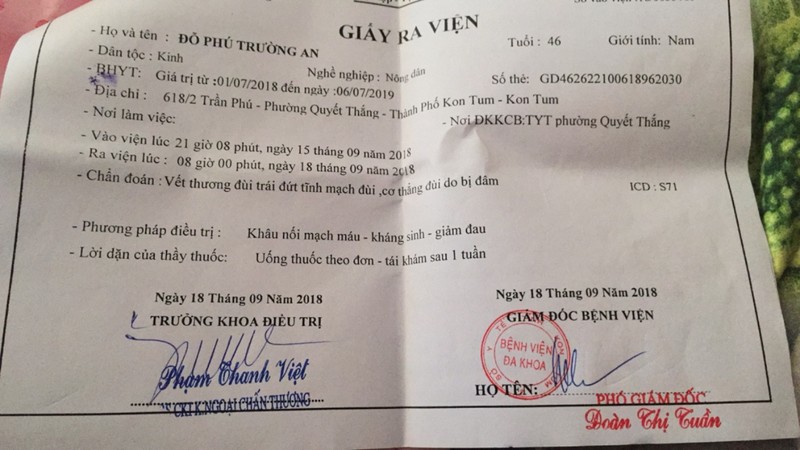 GIẤY RA VIỆN
- Họ và tên : ĐỖ PHÚ TRƯỜNG AN Tuổi : 46 Giới tính: Nam
- Dân tộc : Kinh Nghề nghiệp : Nông dân
- BHYT: Giá trị từ :01/07/2018 đến ngày :06/07/2019 Số thẻ: GD462622100618962030
- Địa chỉ : 618/2 Trần Phú - Phường Quyết Thắng - Thành Phố Kon Tum - Kon Tum
- Nơi làm việc: - Nơi ĐKKCB:TYT phường Quyết Thắng
- Vào viện lúc 21 giờ 08 phút, ngày 15 tháng 09 năm 2018
- Ra viện lúc : 08 giờ 00 phút, ngày 18 tháng 09 năm 2018
- Chẩn đoán : Vết thương đùi trái đứt tĩnh mạch đùi ,cơ thẳng đùi do bị đâm ICD : S71
- Phương pháp điều trị : Khâu nối mạch máu - kháng sinh - giảm đau
- Lời dặn của thầy thuốc: Uống thuốc theo đơn - tái khám sau 1 tuần
Ngày 18 Tháng 09 Năm 2018 Ngày 18 Tháng 09 Năm 2018
TRƯỞNG KHOA ĐIỀU TRỊ GIÁM ĐỐC BỆNH VIỆN
BỆNH VIỆN
ĐA KHOA
Phạm Thanh Việt
CKI K.NGOẠI CHẤN THƯƠNG
HỌ TÊN:
PHÓ GIÁM ĐỐC
Đoàn Thị Tuần